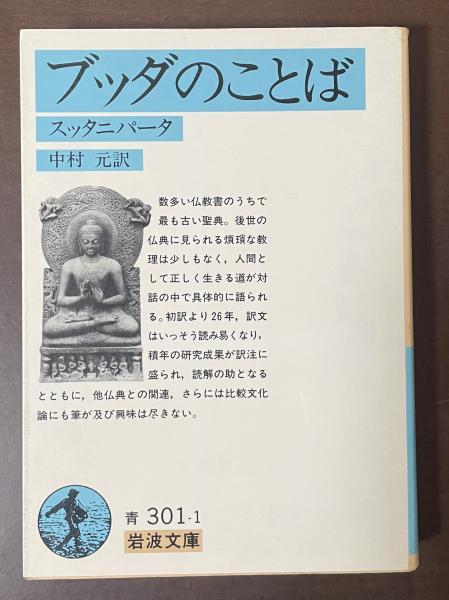 ブッダのことば
スッタニパータ
中村 元訳
数多い仏教書のうちで
最も古い聖典。後世の
仏典に見られる煩瑣な教
理は少しもなく，人間と
して正しく生きる道が対
話の中で具体的に語られ
る。初訳より26年，訳文
はいっそう読み易くなり，
積年の研究成果が訳注に
盛られ，読解の助となる
とともに，他仏典との関連，さらには比較文化
論にも筆が及び興味は尽きない。
青 301-1
岩波文庫